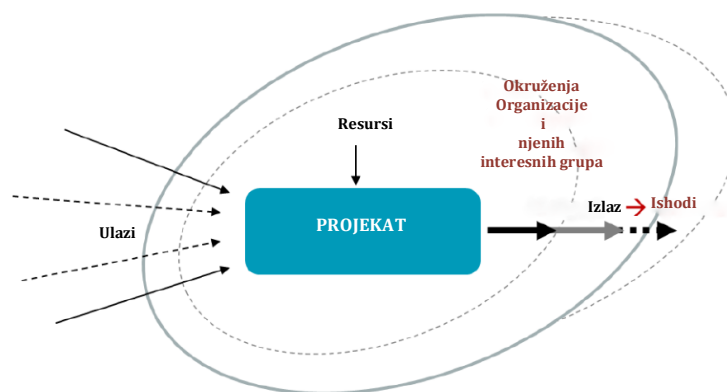 Okruženja
Organizacije
i
njenih
interesnih grupa
Resursi
Ulazi
PROJEKAT
Izlaz → Ishodi